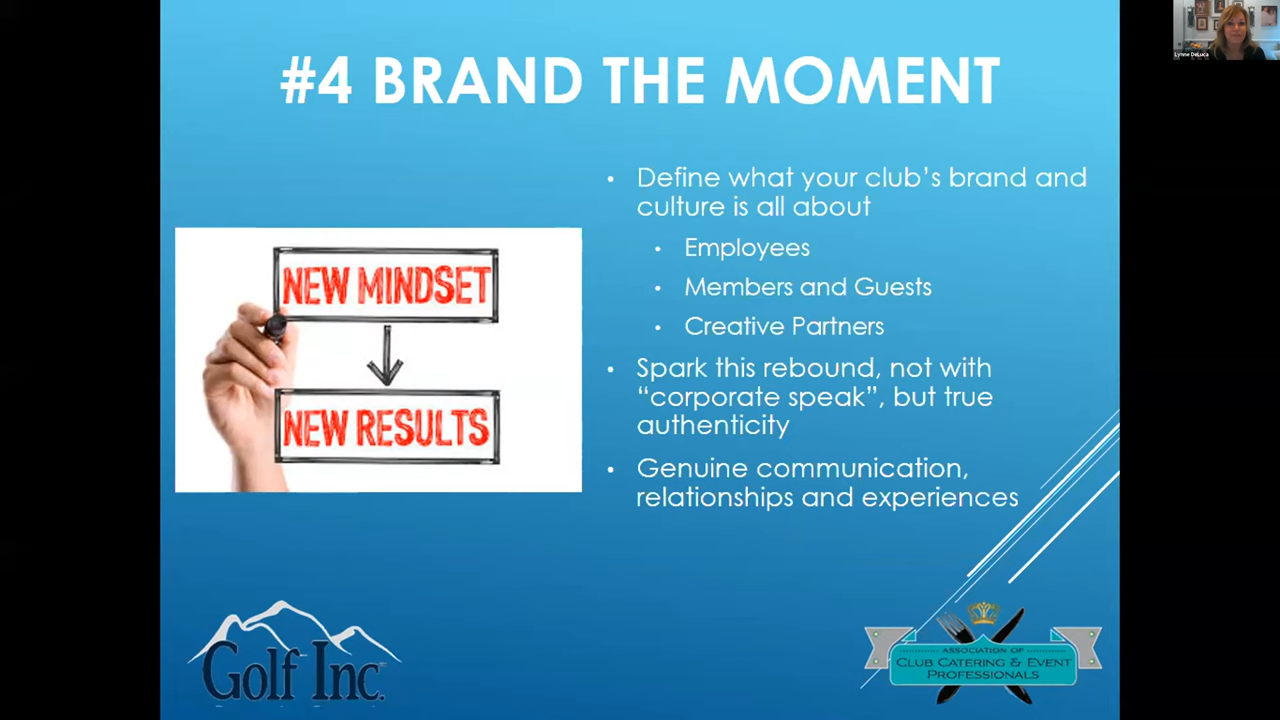 Lynne DeLuca
#4 BRAND THE MOMENT
• Define what your club's brand and
culture is all about
• Employees
• Members and Guests
• Creative Partners
• Spark this rebound, not with
“corporate speak”, but true
authenticity
• Genuine communication,
relationships and experiences
NEW MINDSET
NEW RESULTS
Golf Inc.
ASSOCIATION OF
CLUB CATERING & EVENT
PROFESSIONALS